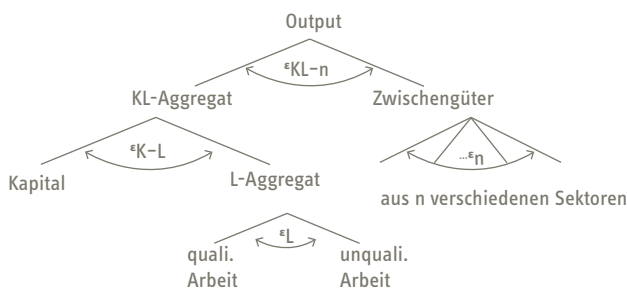 Output
εKL−n
KL-Aggregat
Zwischengüter
εK−L
...εn
Kapital
L-Aggregat
aus n verschiedenen Sektoren
εL
quali.
Arbeit
unquali.
Arbeit